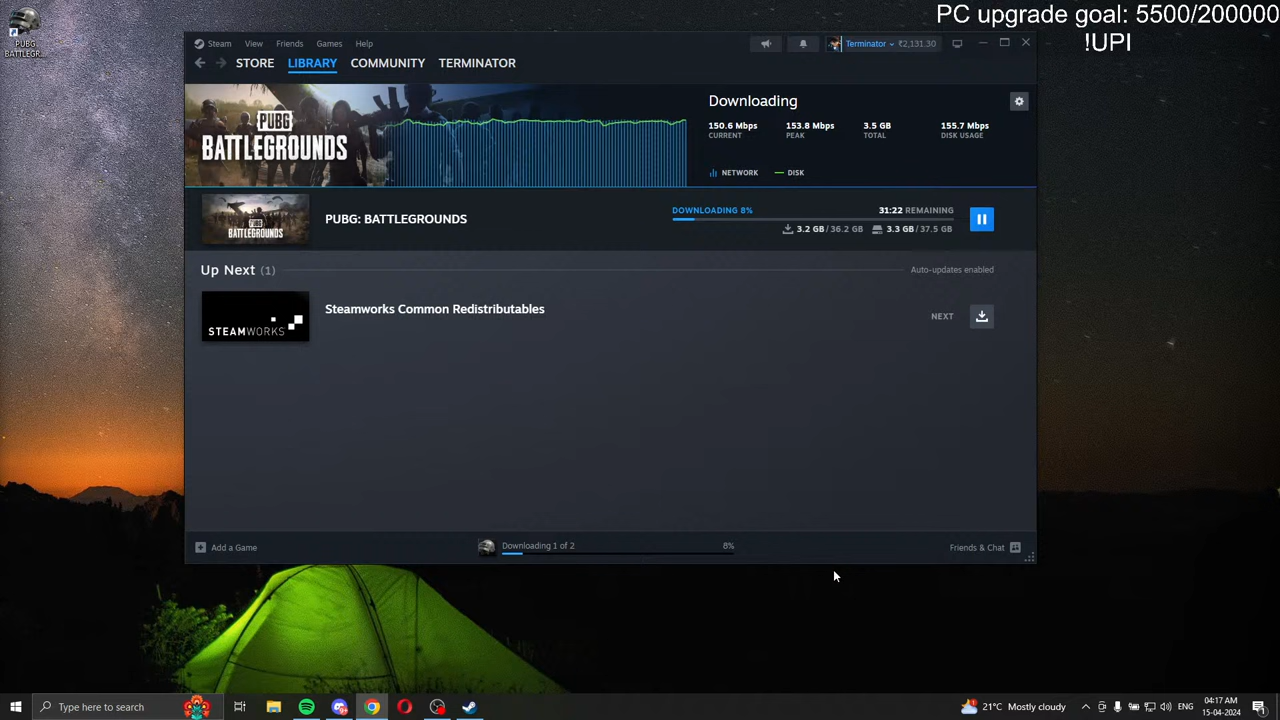 PC upgrade goal: 5500/200000
!UPI
PUBG
BATTLEGR...
Steam View Friends Games Help
Terminator ₹2,131.30
STORE LIBRARY COMMUNITY TERMINATOR
PUBG
BATTLEGROUNDS
Downloading
150.6 Mbps 153.8 Mbps 3.5 GB 155.7 Mbps
CURRENT PEAK TOTAL DISK USAGE
NETWORK DISK
PUBG
BATTLEGROUNDS
PUBG: BATTLEGROUNDS
DOWNLOADING 8% 31:22 REMAINING
3.2 GB / 36.2 GB 3.3 GB / 37.5 GB
Up Next (1) Auto-updates enabled
STEAMWORKS
Steamworks Common Redistributables
NEXT
Add a Game
Downloading 1 of 2 8%
Friends & Chat
Type here to search
21°C Mostly cloudy
ENG
04:17 AM
15-04-2024
1